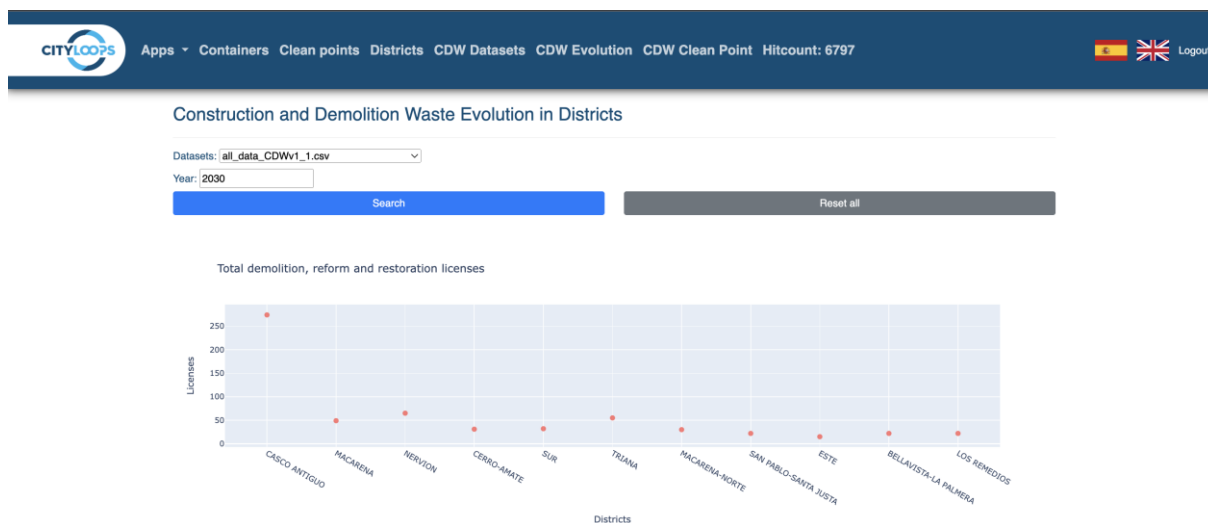 CITYLOOPS
Apps Containers Clean points Districts CDW Datasets CDW Evolution CDW Clean Point Hitcount: 6797
Logout
Construction and Demolition Waste Evolution in Districts
Datasets: all_data_CDWv1_1.csv
Year: 2030
Search Reset all
Total demolition, reform and restoration licenses
250
200
150
100
50
0
Licenses
CASCO ANTIGUO
MACARENA
NERVION
CERRO-AMATE
SUR
TRIANA
MACARENA-NORTE
SAN PABLO-SANTA JUSTA
ESTE
BELLAVISTA-LA PALMERA
LOS REMEDIOS
Districts